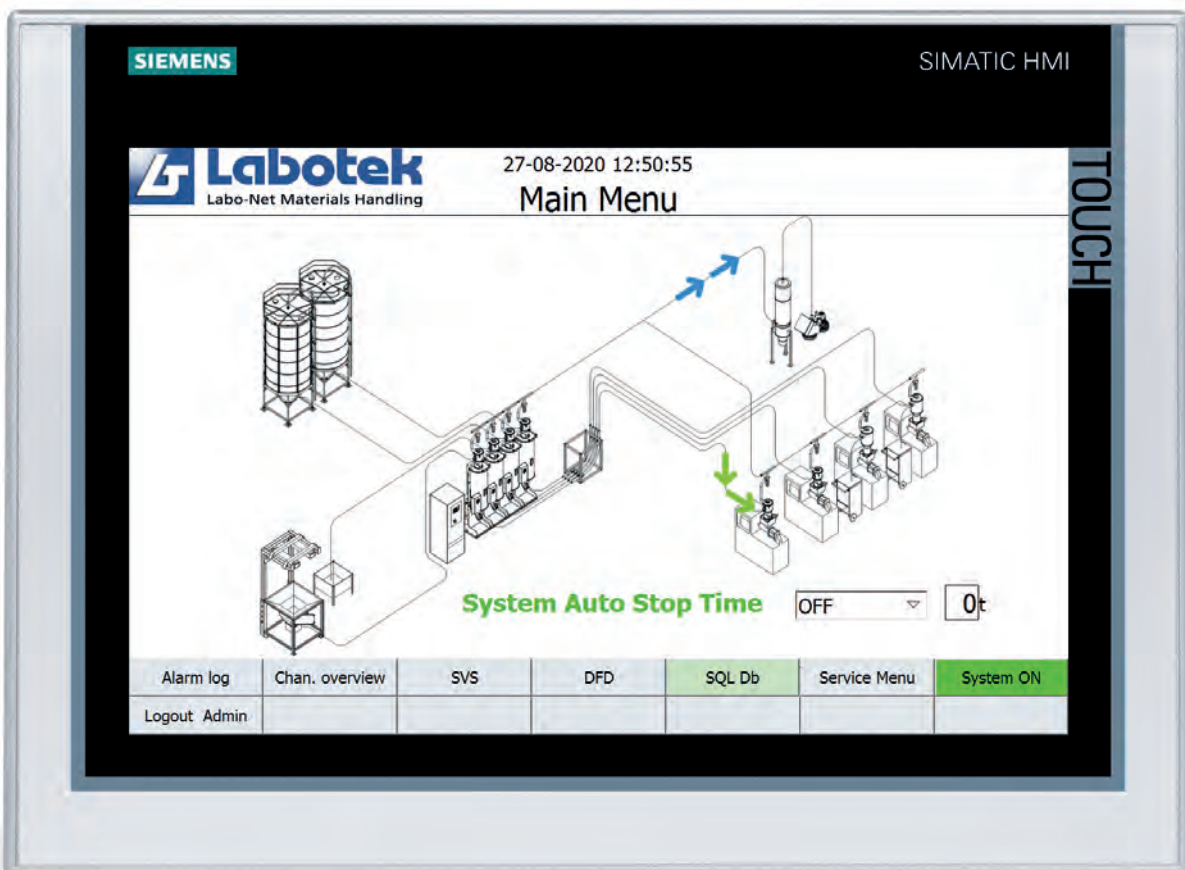 SIEMENS
SIMATIC HMI
TOUCH
Labotek
Labo-Net Materials Handling
27-08-2020 12:50:55
Main Menu
System Auto Stop Time
OFF
0t
Alarm log
Chan. overview
SVS
DFD
SQL Db
Service Menu
System ON
Logout Admin